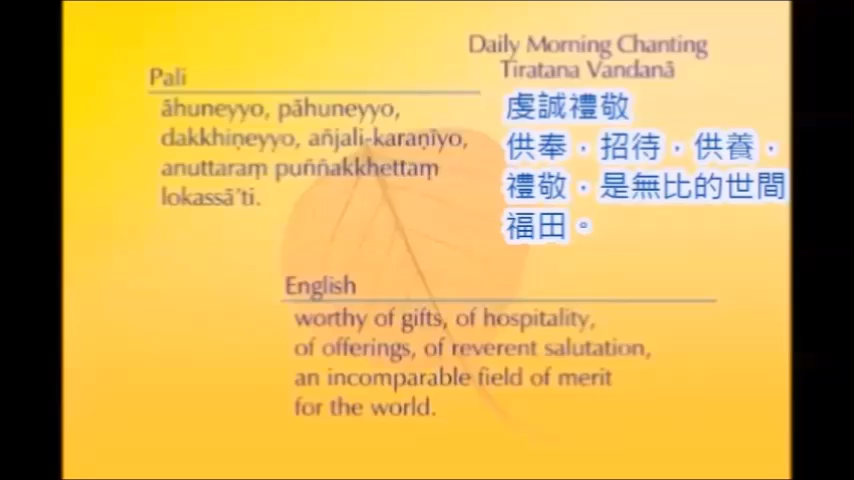 Daily Morning Chanting
Tiratana Vandanā
Pali
āhuneyyo, pāhuneyyo,
dakkhiṇeyyo, añjali-karaṇīyo,
anuttaraṃ puññakkhettaṃ
lokassā'ti.
虔誠禮敬
供奉，招待，供養，
禮敬，是無比的世間
福田。
English
worthy of gifts, of hospitality,
of offerings, of reverent salutation,
an incomparable field of merit
for the world.